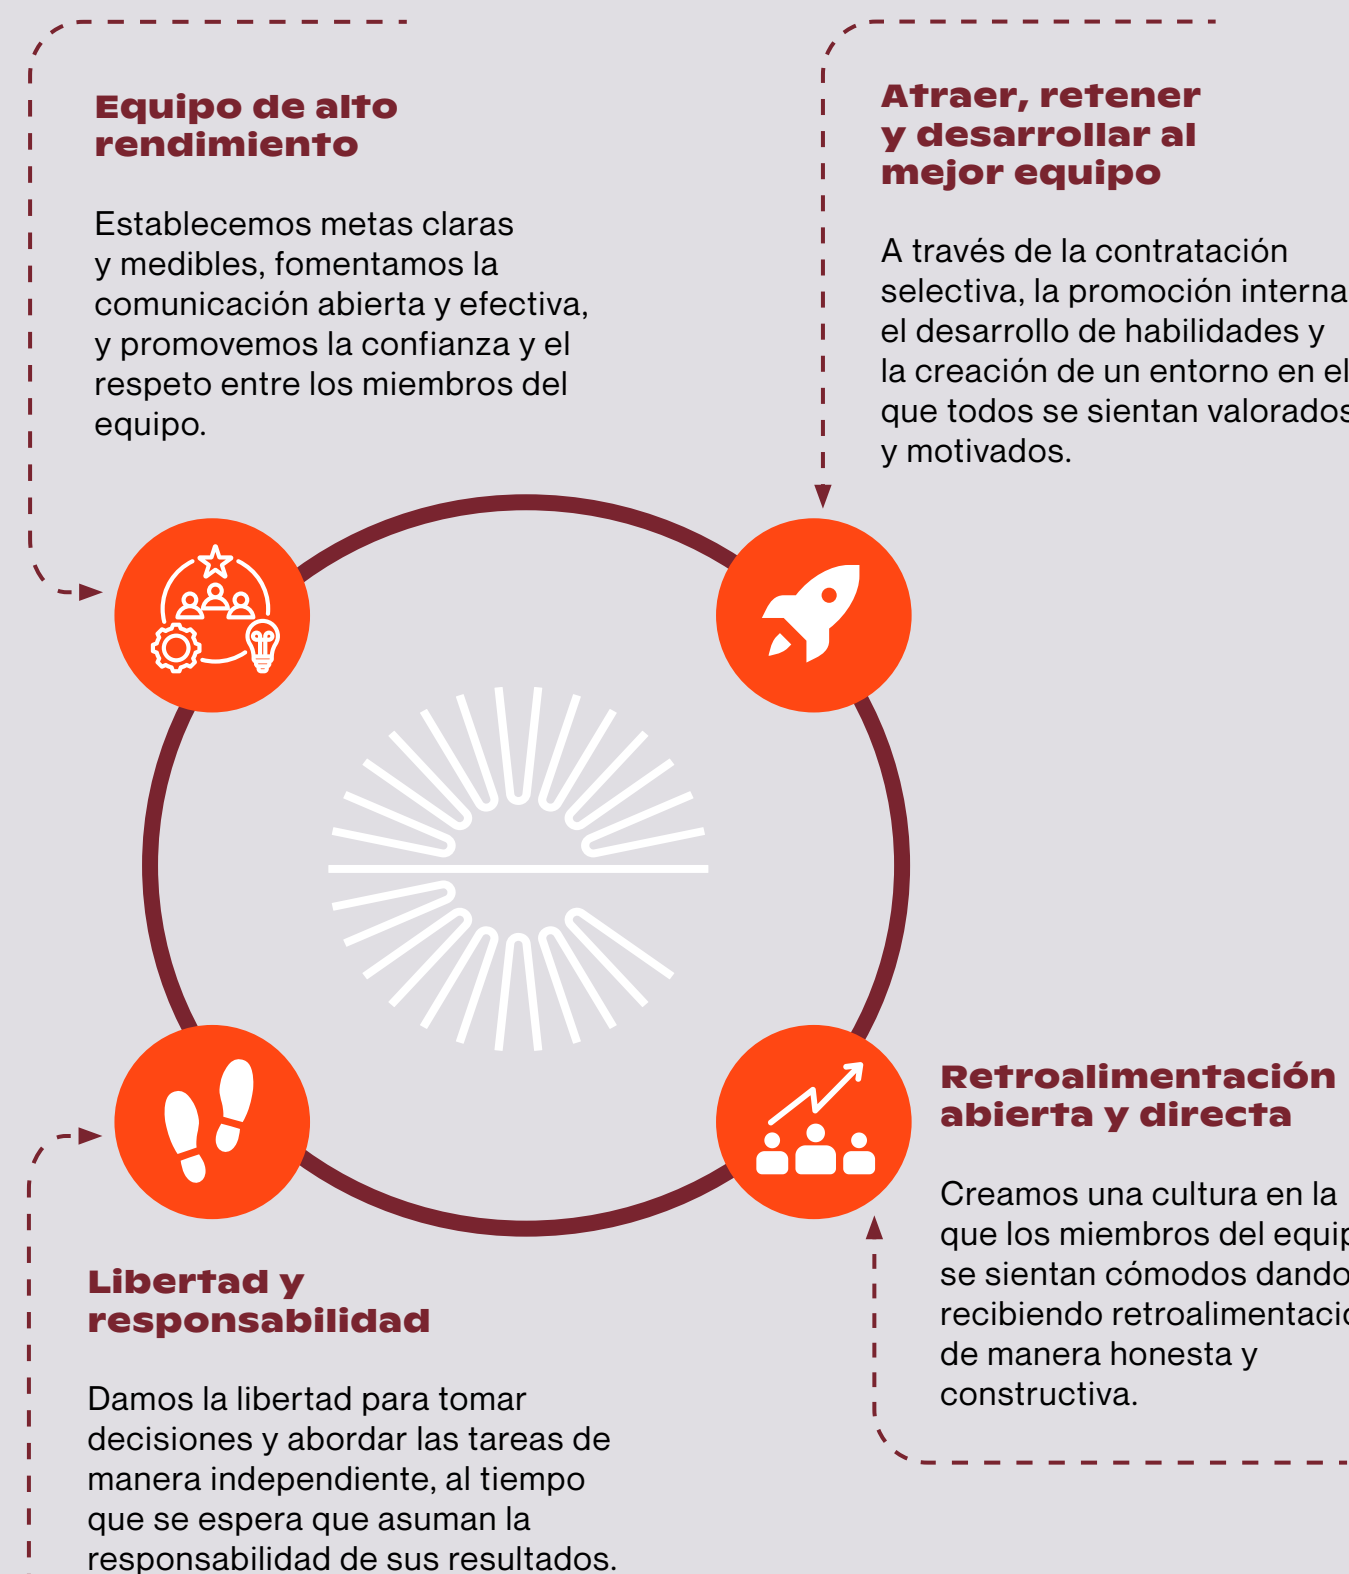 Equipo de alto
rendimiento
Establecemos metas claras
y medibles, fomentamos la
comunicación abierta y efectiva,
y promovemos la confianza y el
respeto entre los miembros del
equipo.
Atraer, retener
y desarrollar al
mejor equipo
A través de la contratación
selectiva, la promoción interna
el desarrollo de habilidades y
la creación de un entorno en el
que todos se sientan valorados
y motivados.
Retroalimentación
abierta y directa
Creamos una cultura en la
que los miembros del
se sientan cómodos dando
recibiendo
de manera honesta y
constructiva.
Libertad y
responsabilidad
Damos la libertad para tomar
decisiones y abordar las tareas de
manera independiente, al tiempo
que se espera que asuman la
responsabilidad de sus resultados.